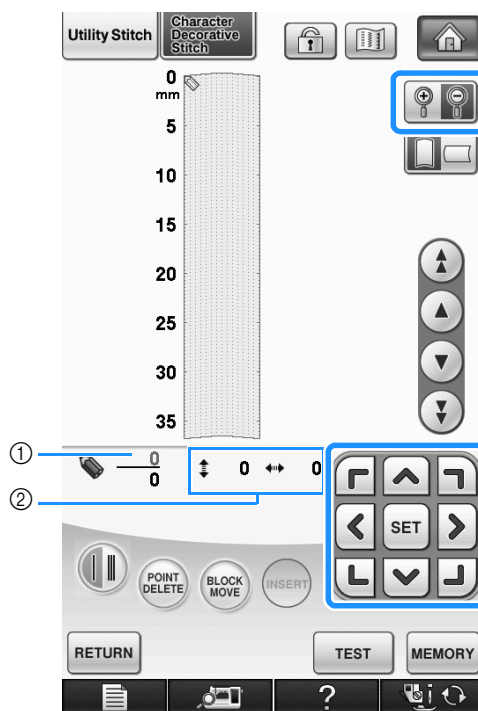 Utility Stitch
Character
Decorative
Stitch
0
mm
5
10
15
20
25
30
35
① 0
0
0 0
②
SET
POINT
DELETE
BLOCK
MOVE
INSERT
RETURN
TEST
MEMORY
?